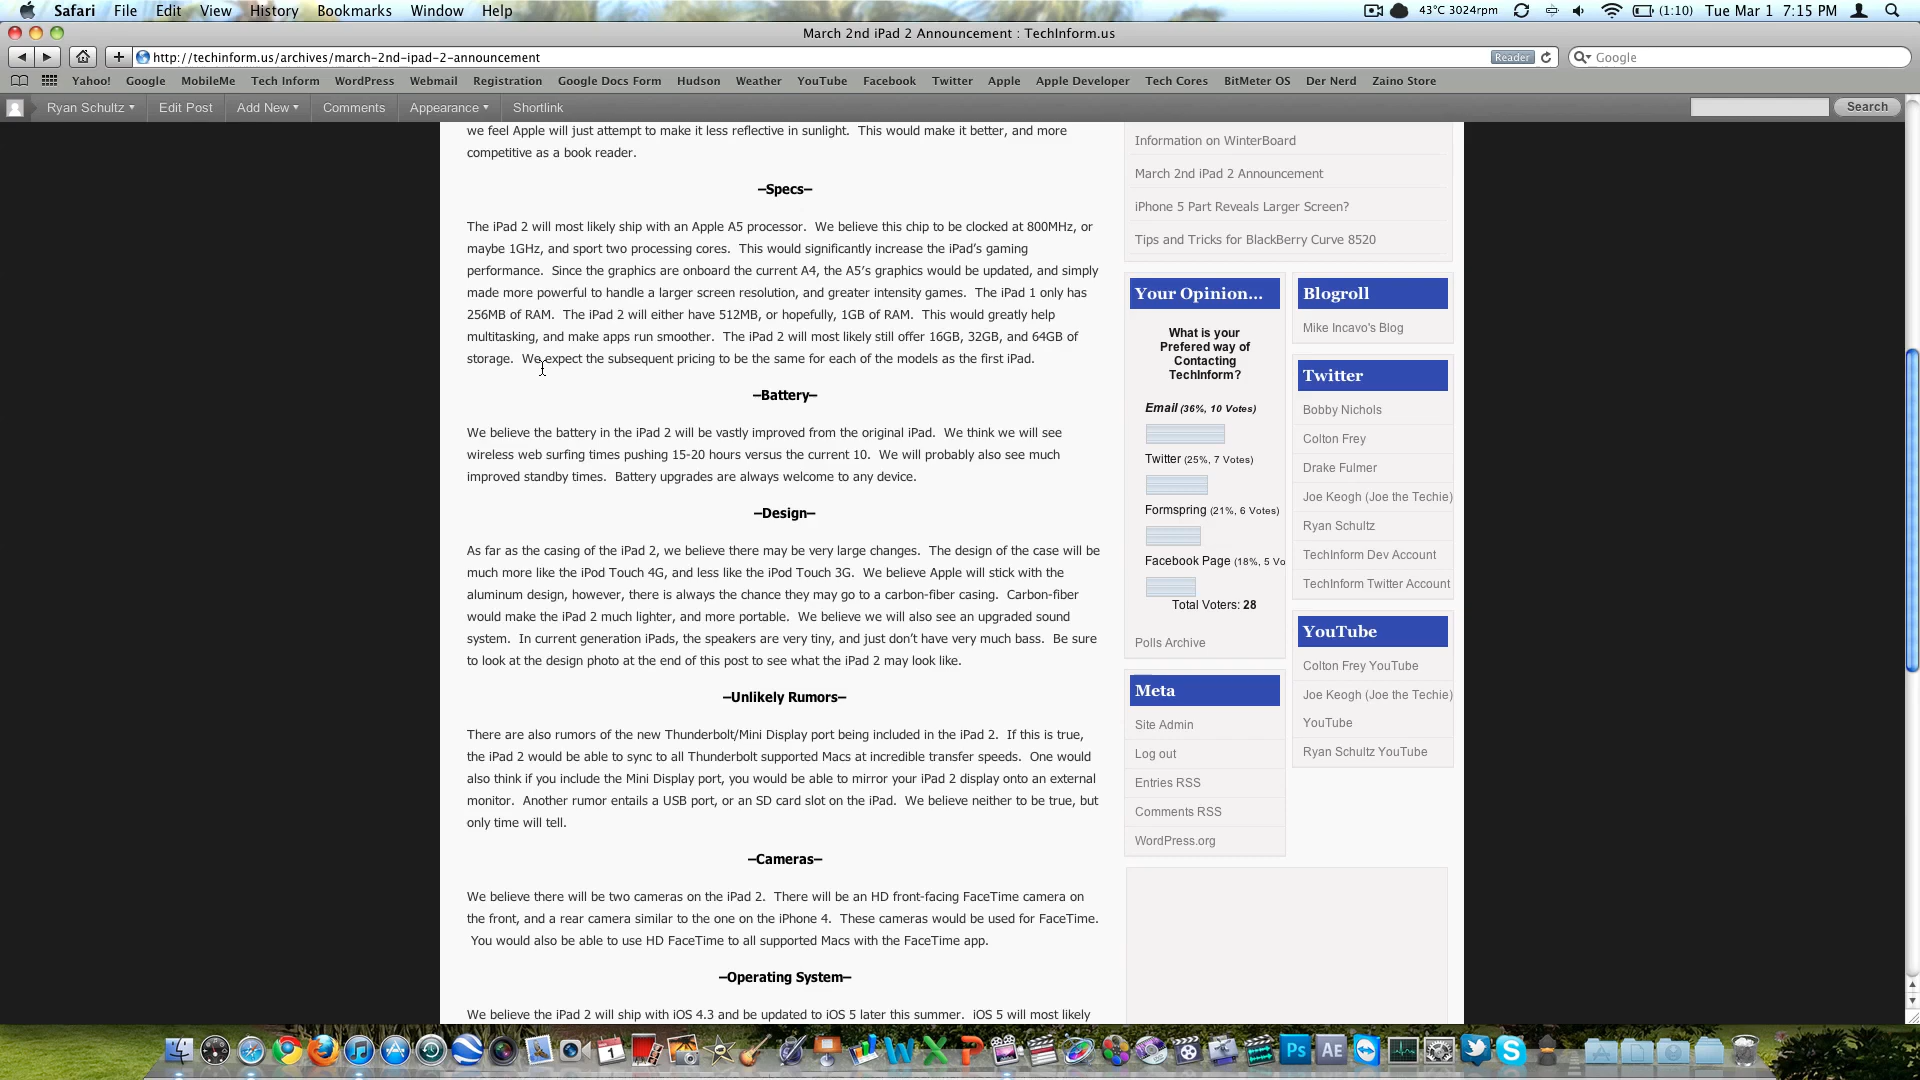 Safari File Edit View History Bookmarks Window Help
43°C 3024rpm (1:10) Tue Mar 1 7:15 PM
March 2nd iPad 2 Announcement : TechInform.us
http://techinform.us/archives/march-2nd-ipad-2-announcement
Reader
Google
Yahoo! Google MobileMe Tech Inform WordPress Webmail Registration Google Docs Form Hudson Weather YouTube Facebook Twitter Apple Apple Developer Tech Cores BitMeter OS Der Nerd Zaino Store
Ryan Schultz Edit Post Add New Comments Appearance Shortlink
Search
we feel Apple will just attempt to make it less reflective in sunlight.  This would make it better, and more
competitive as a book reader.
–Specs–
The iPad 2 will most likely ship with an Apple A5 processor.  We believe this chip to be clocked at 800MHz, or
maybe 1GHz, and sport two processing cores.  This would significantly increase the iPad’s gaming
performance.  Since the graphics are onboard the current A4, the A5’s graphics would be updated, and simply
made more powerful to handle a larger screen resolution, and greater intensity games.  The iPad 1 only has
256MB of RAM.  The iPad 2 will either have 512MB, or hopefully, 1GB of RAM.  This would greatly help
multitasking, and make apps run smoother.  The iPad 2 will most likely still offer 16GB, 32GB, and 64GB of
storage.  We expect the subsequent pricing to be the same for each of the models as the first iPad.
–Battery–
We believe the battery in the iPad 2 will be vastly improved from the original iPad.  We think we will see
wireless web surfing times pushing 15-20 hours versus the current 10.  We will probably also see much
improved standby times.  Battery upgrades are always welcome to any device.
–Design–
As far as the casing of the iPad 2, we believe there may be very large changes.  The design of the case will be
much more like the iPod Touch 4G, and less like the iPod Touch 3G.  We believe Apple will stick with the
aluminum design, however, there is always the chance they may go to a carbon-fiber casing.  Carbon-fiber
would make the iPad 2 much lighter, and more portable.  We believe we will also see an upgraded sound
system.  In current generation iPads, the speakers are very tiny, and just don’t have very much bass.  Be sure
to look at the design photo at the end of this post to see what the iPad 2 may look like.
–Unlikely Rumors–
There are also rumors of the new Thunderbolt/Mini Display port being included in the iPad 2.  If this is true,
the iPad 2 would be able to sync to all Thunderbolt supported Macs at incredible transfer speeds.  One would
also think if you include the Mini Display port, you would be able to mirror your iPad 2 display onto an external
monitor.  Another rumor entails a USB port, or an SD card slot on the iPad.  We believe neither to be true, but
only time will tell.
–Cameras–
We believe there will be two cameras on the iPad 2.  There will be an HD front-facing FaceTime camera on
the front, and a rear camera similar to the one on the iPhone 4.  These cameras would be used for FaceTime.
You would also be able to use HD FaceTime to all supported Macs with the FaceTime app.
–Operating System–
We believe the iPad 2 will ship with iOS 4.3 and be updated to iOS 5 later this summer.  iOS 5 will most likely
Information on WinterBoard
March 2nd iPad 2 Announcement
iPhone 5 Part Reveals Larger Screen?
Tips and Tricks for BlackBerry Curve 8520
Your Opinion...
What is your
Prefered way of
Contacting
TechInform?
Email (36%, 10 Votes)
Twitter (25%, 7 Votes)
Formspring (21%, 6 Votes)
Facebook Page (18%, 5 Vo
Total Voters: 28
Polls Archive
Meta
Site Admin
Log out
Entries RSS
Comments RSS
WordPress.org
Blogroll
Mike Incavo's Blog
Twitter
Bobby Nichols
Colton Frey
Drake Fulmer
Joe Keogh (Joe the Techie)
Ryan Schultz
TechInform Dev Account
TechInform Twitter Account
YouTube
Colton Frey YouTube
Joe Keogh (Joe the Techie)
YouTube
Ryan Schultz YouTube
1
W X P
Ps AE